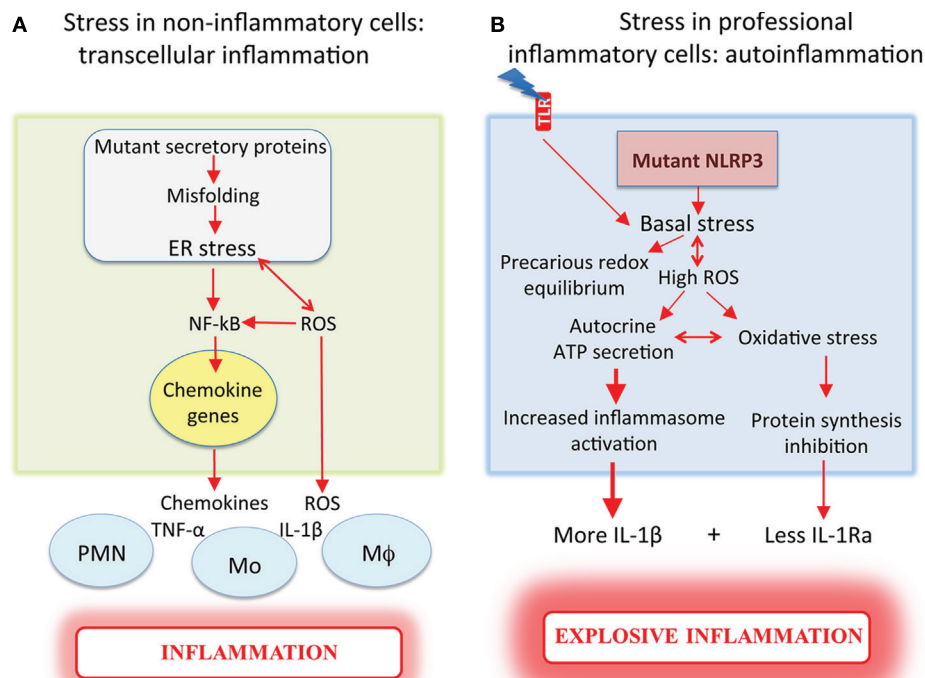 A
Stress in non-inflammatory cells:
transcellular inflammation
Mutant secretory proteins
Misfolding
ER stress
NF-kB
ROS
Chemokine
genes
Chemokines
ROS
TNF-α
IL-1β
PMN
Mo
Mϕ
INFLAMMATION
B
Stress in professional
inflammatory cells: autoinflammation
TLR
Mutant NLRP3
Basal stress
Precarious redox
equilibrium
High ROS
Autocrine
ATP secretion
Oxidative stress
Increased inflammasome
activation
Protein synthesis
inhibition
More IL-1β + Less IL-1Ra
EXPLOSIVE INFLAMMATION